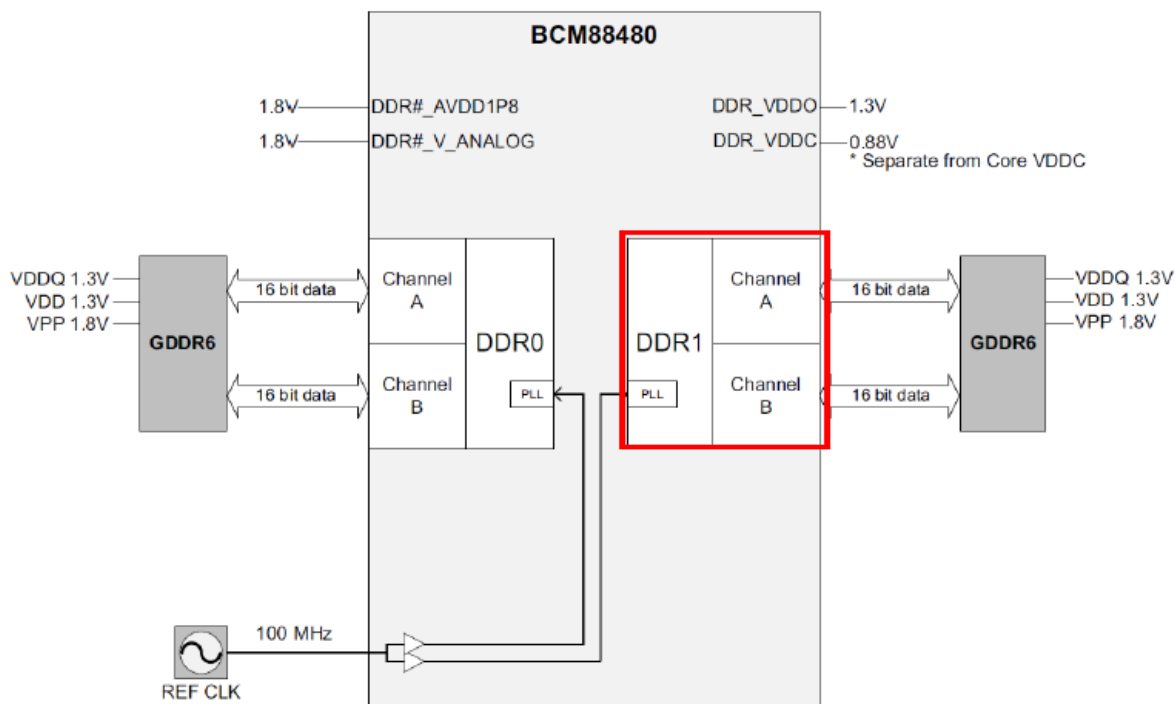 BCM88480
1.8V
DDR#_AVDD1P8
DDR_VDDO
1.3V
1.8V
DDR#_V_ANALOG
DDR_VDDC
0.88V
* Separate from Core VDDC
VDDQ 1.3V
VDD 1.3V
VPP 1.8V
GDDR6
16 bit data
16 bit data
Channel
A
Channel
B
DDR0
PLL
DDR1
PLL
Channel
A
Channel
B
16 bit data
16 bit data
GDDR6
VDDQ 1.3V
VDD 1.3V
VPP 1.8V
100 MHz
REF CLK